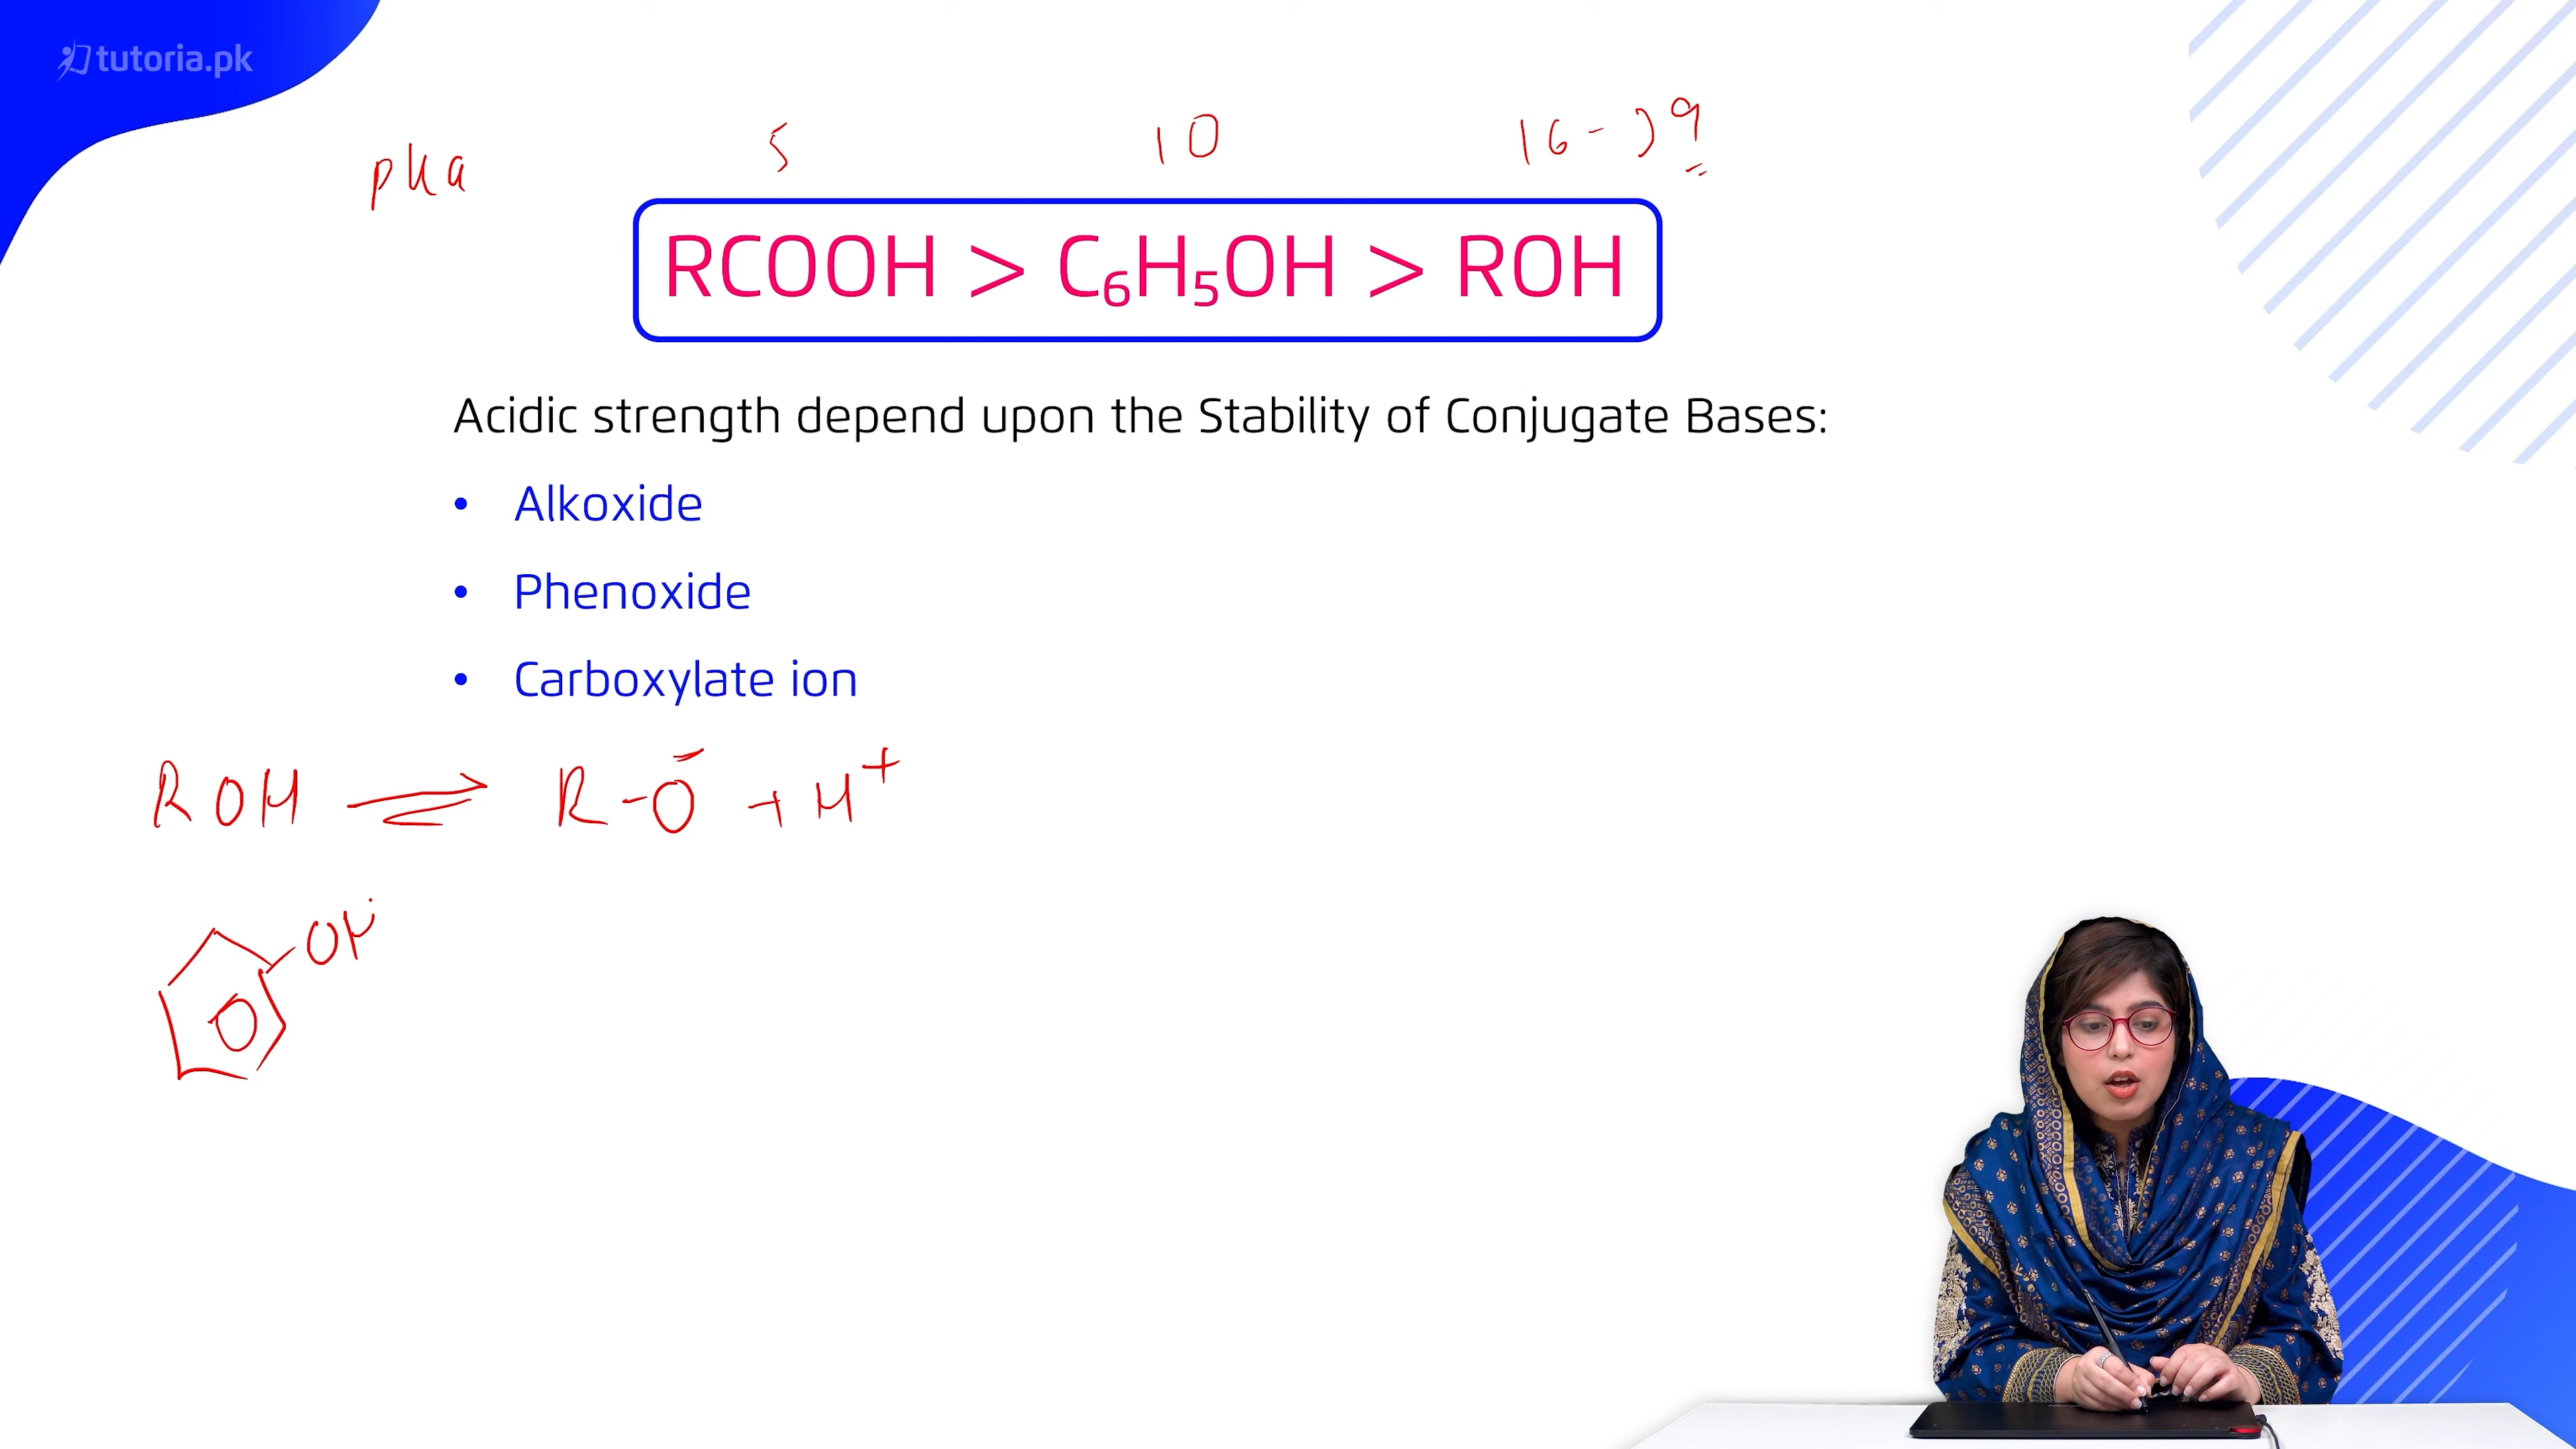 tutoria.pk
pka 5 10 16-19
RCOOH > C₆H₅OH > ROH
Acidic strength depend upon the Stability of Conjugate Bases:
• Alkoxide
• Phenoxide
• Carboxylate ion
ROH ⇌ R-O⁻ + H⁺
OH